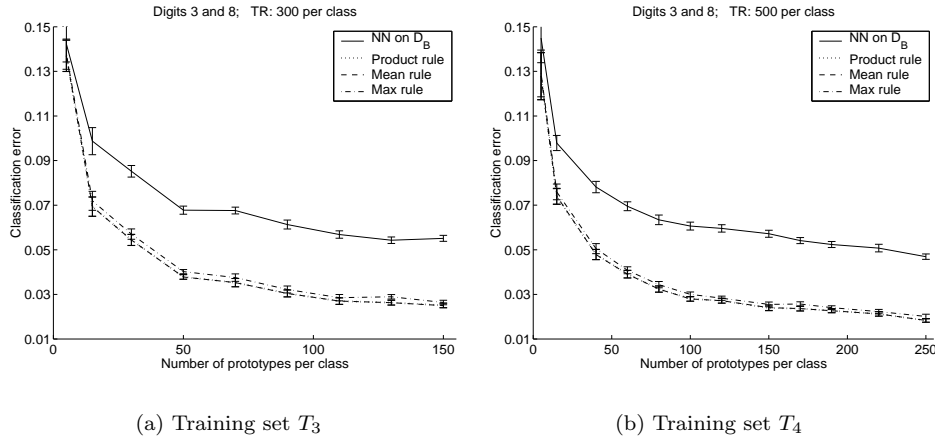 Digits 3 and 8; TR: 300 per class
0.15
0.13
0.11
0.09
0.07
0.05
0.03
0.01
Classification error
NN on D_B
Product rule
Mean rule
Max rule
0 50 100 150
Number of prototypes per class
(a) Training set T_3
Digits 3 and 8; TR: 500 per class
0.15
0.13
0.11
0.09
0.07
0.05
0.03
0.01
Classification error
NN on D_B
Product rule
Mean rule
Max rule
0 50 100 150 200 250
Number of prototypes per class
(b) Training set T_4